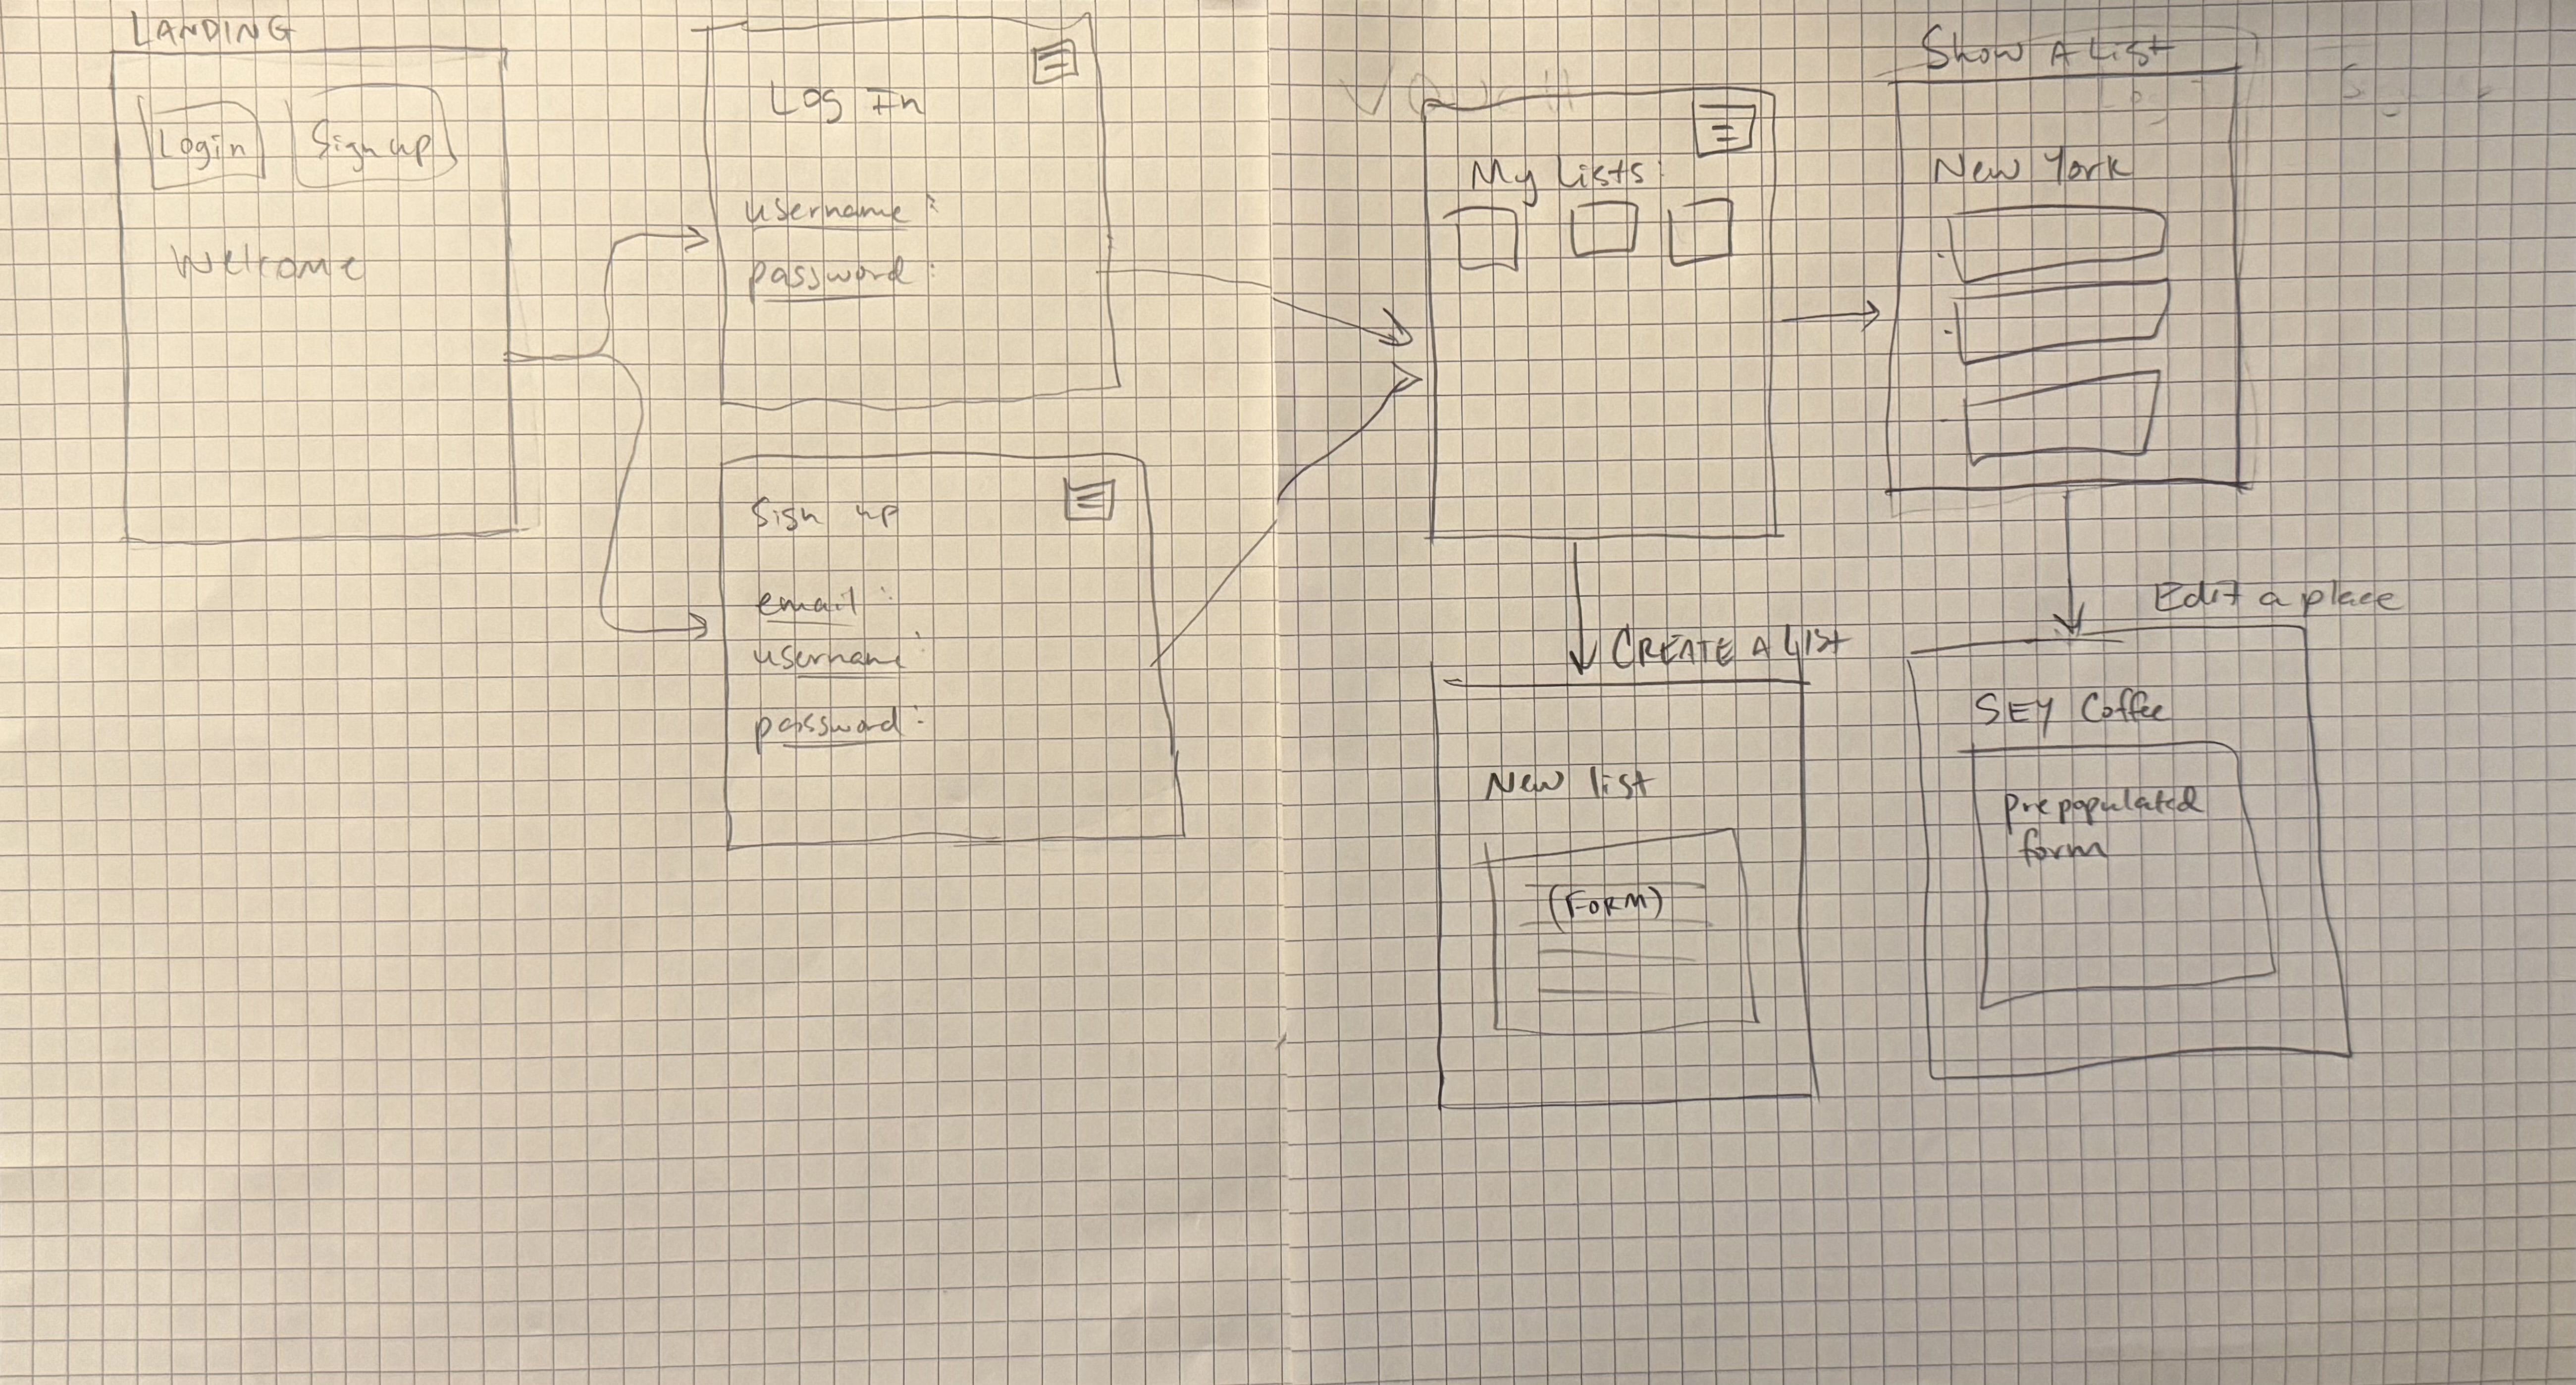 LANDING
Login
Sign up
Welcome
Log In
username:
password:
Sign up
email:
username:
password:
My Lists:
Show A List
New York
CREATE A LIST
New list
(FORM)
Edit a place
SEY Coffee
prepopulated
form